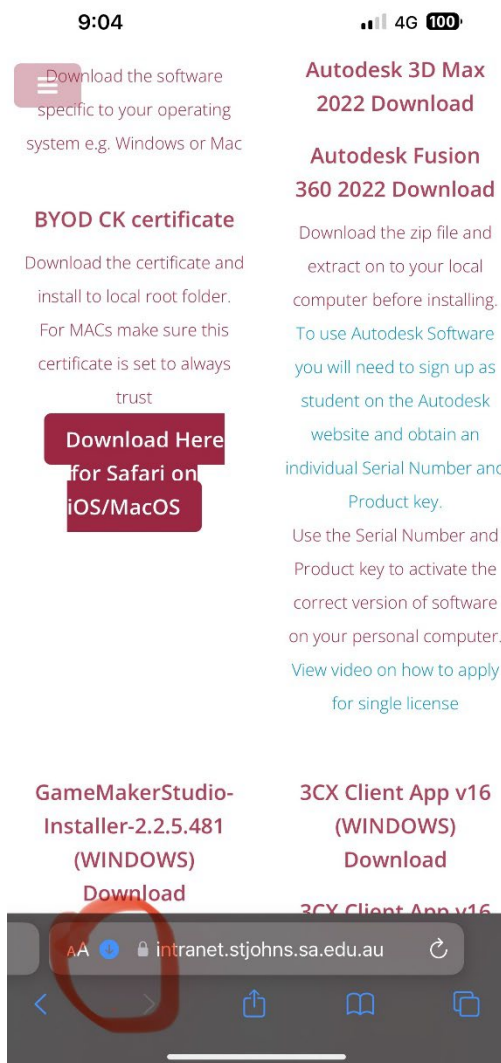 9:04
4G 100
Download the software
specific to your operating
system e.g. Windows or Mac
BYOD CK certificate
Download the certificate and
install to local root folder.
For MACs make sure this
certificate is set to always
trust
Download Here
for Safari on
iOS/MacOS
GameMakerStudio-
Installer-2.2.5.481
(WINDOWS)
Download
Autodesk 3D Max
2022 Download
Autodesk Fusion
360 2022 Download
Download the zip file and
extract on to your local
computer before installing.
To use Autodesk Software
you will need to sign up as
student on the Autodesk
website and obtain an
individual Serial Number and
Product key.
Use the Serial Number and
Product key to activate the
correct version of software
on your personal computer.
View video on how to apply
for single license
3CX Client App v16
(WINDOWS)
Download
3CX Client App v16
AA intranet.stjohns.sa.edu.au